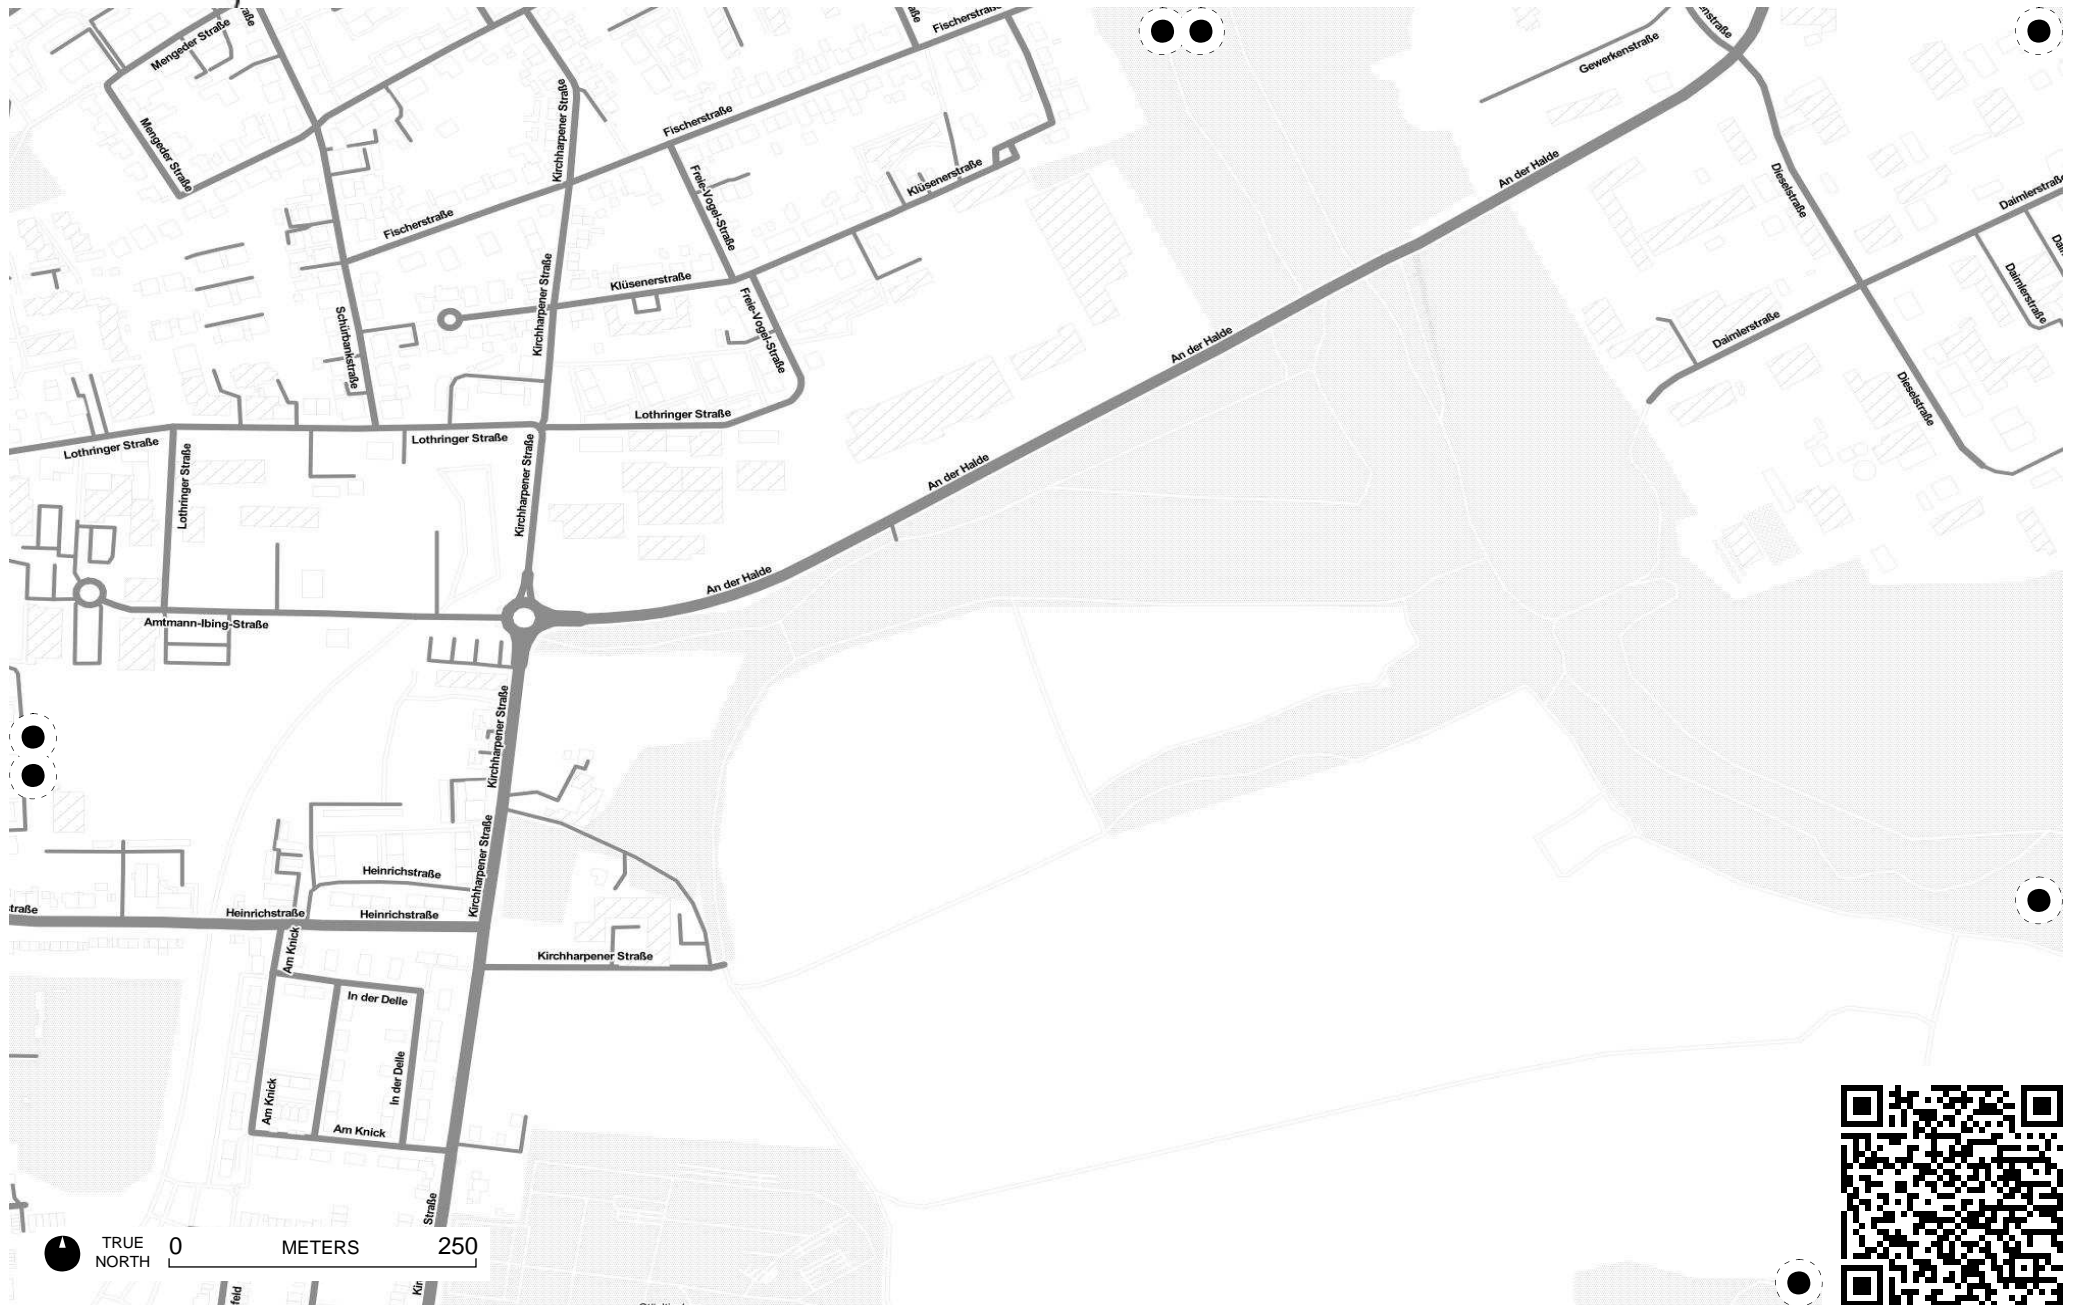 Mengeder Straße
Fischerstraße
Gewerkenstraße
Kirchharpener Straße
Fischerstraße
Mengeder Straße
An der Halde
Klüsenerstraße
Freie-Vogel-Straße
Dieselstraße
Daimlerstraße
Fischerstraße
Kirchharpener Straße
Klüsenerstraße
Daimlerstraße
Schürbankstraße
Freie-Vogel-Straße
An der Halde
Daimlerstraße
Dieselstraße
Lothringer Straße
Lothringer Straße
Lothringer Straße
Lothringer Straße
Kirchharpener Straße
An der Halde
An der Halde
Amtmann-Ibing-Straße
Kirchharpener Straße
Kirchharpener Straße
Heinrichstraße
Heinrichstraße
Heinrichstraße
Am Knick
Kirchharpener Straße
In der Delle
In der Delle
Am Knick
Am Knick
Straße
TRUE
NORTH
0 METERS 250
feld